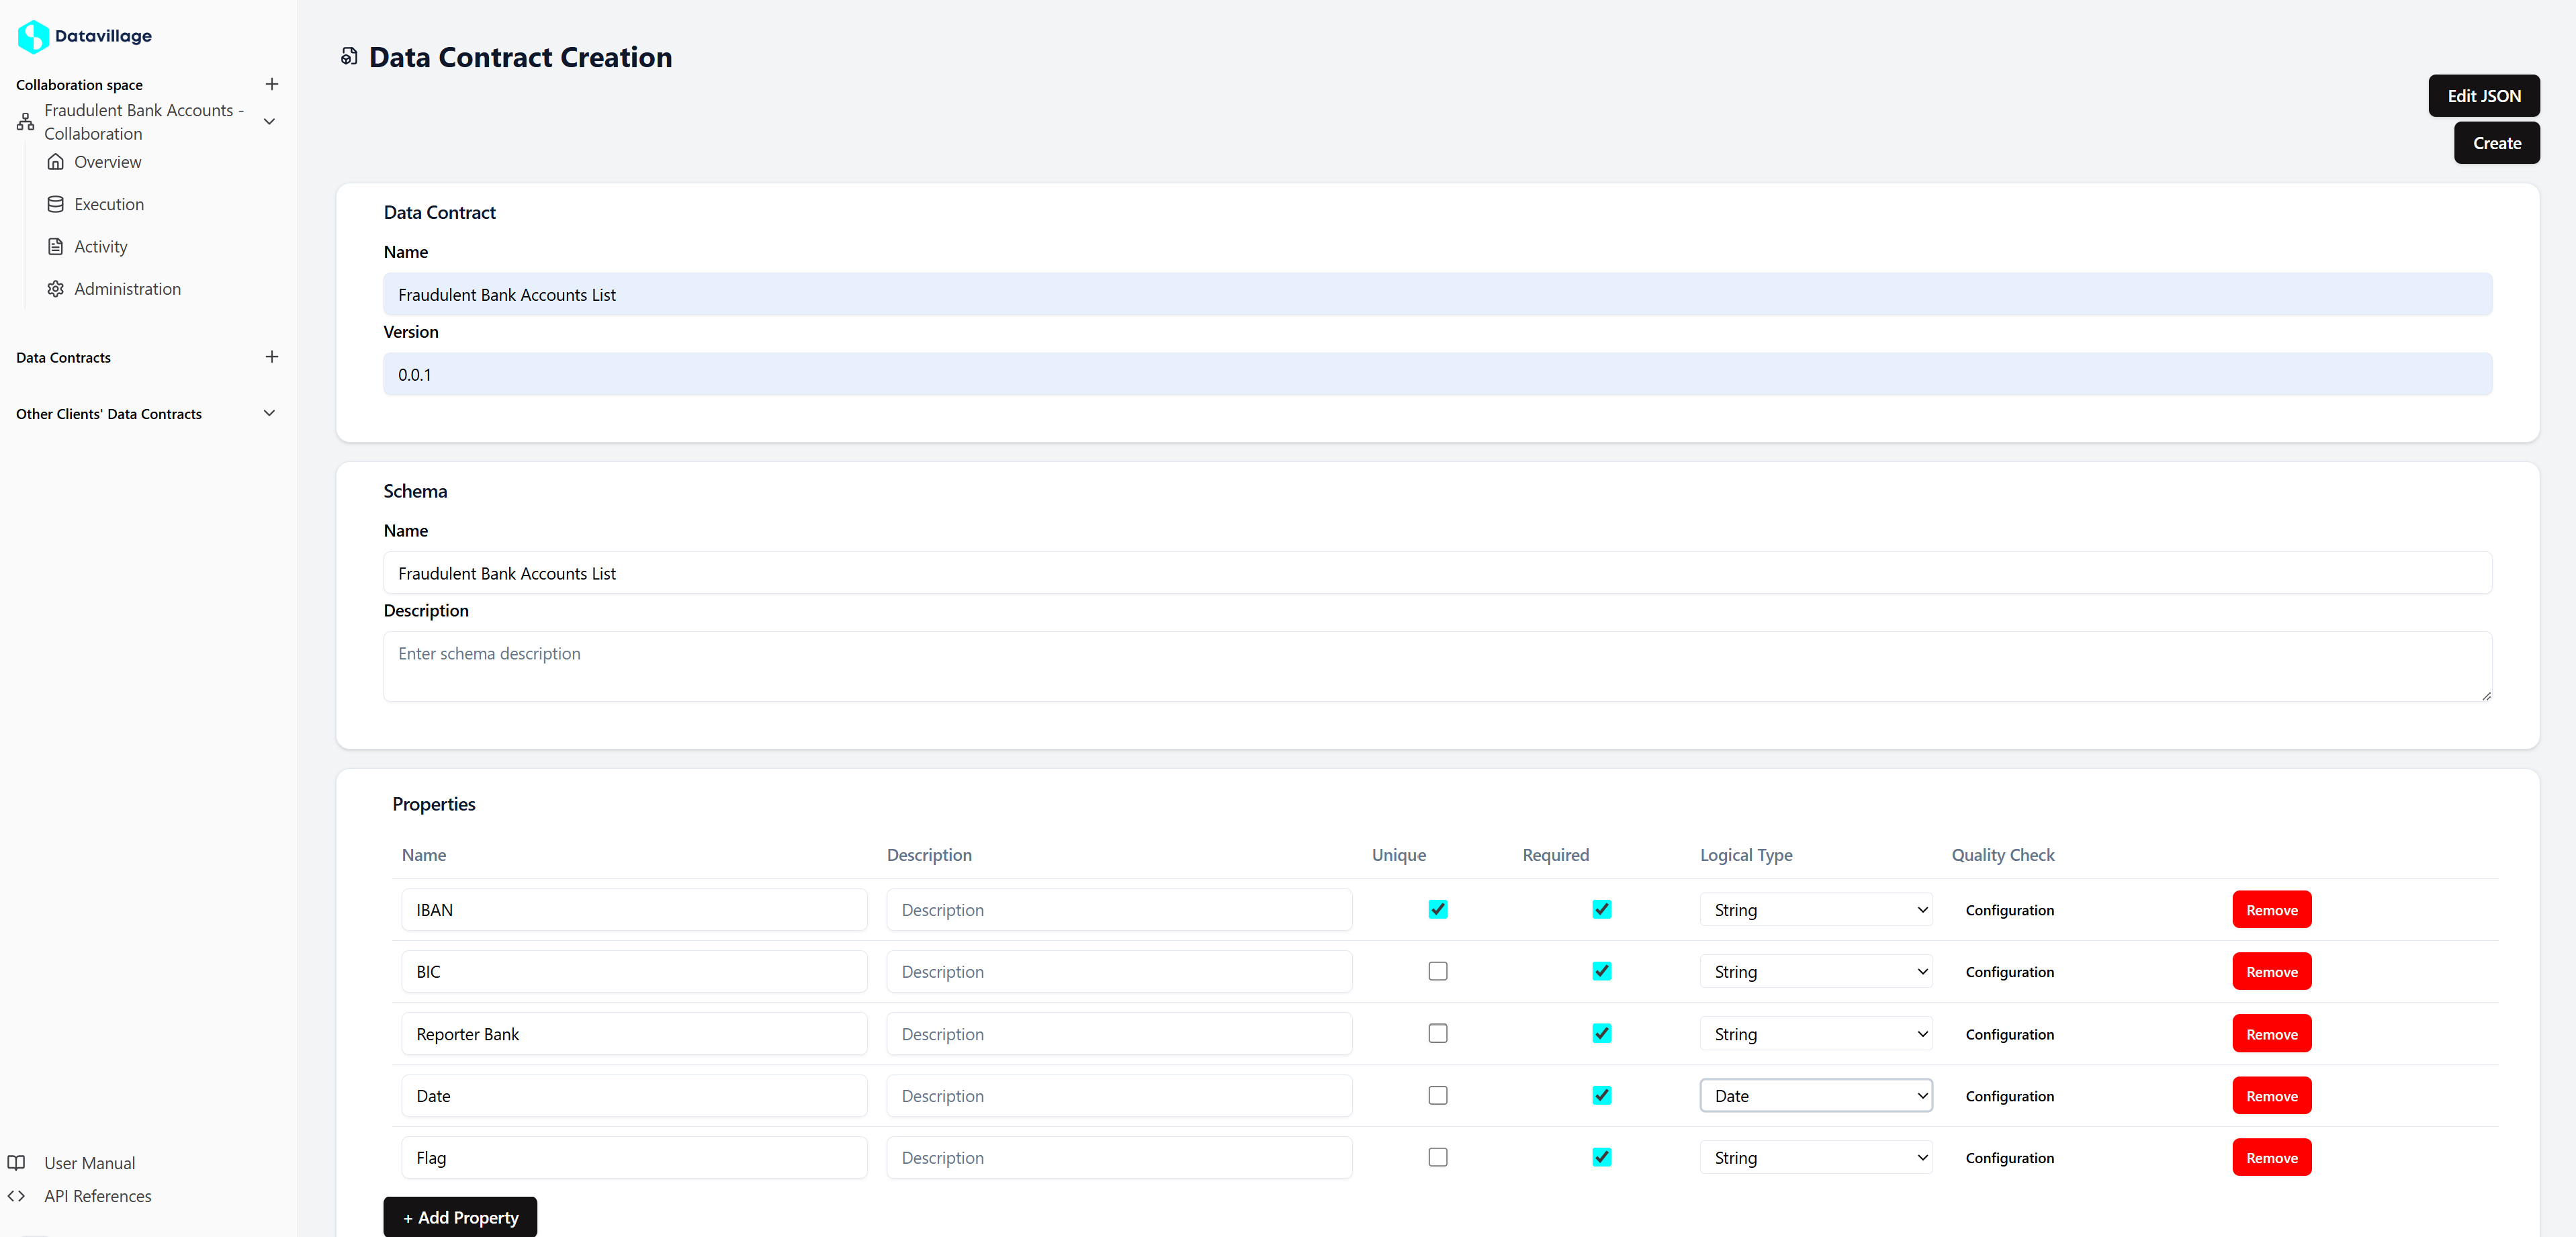 Datavillage
Collaboration space
Fraudulent Bank Accounts -
Collaboration
Overview
Execution
Activity
Administration
Data Contracts
Other Clients' Data Contracts
User Manual
API References
Data Contract Creation
Edit JSON
Create
Data Contract
Name
Fraudulent Bank Accounts List
Version
0.0.1
Schema
Name
Fraudulent Bank Accounts List
Description
Enter schema description
Properties
Name Description Unique Required Logical Type Quality Check
IBAN Description String Configuration Remove
BIC Description String Configuration Remove
Reporter Bank Description String Configuration Remove
Date Description Date Configuration Remove
Flag Description String Configuration Remove
+ Add Property